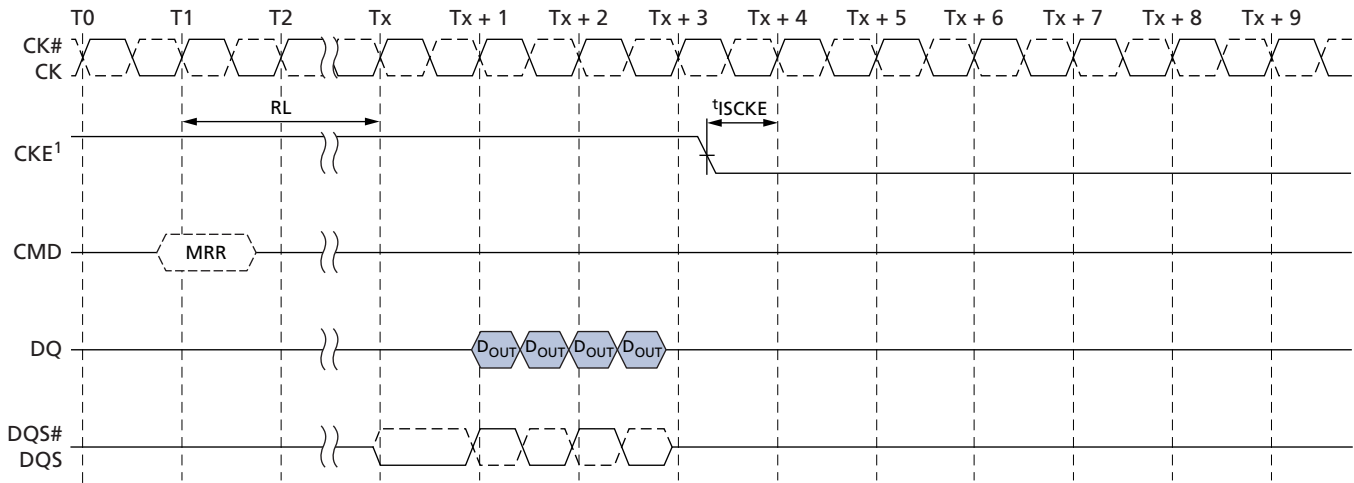 T0 T1 T2 Tx Tx + 1 Tx + 2 Tx + 3 Tx + 4 Tx + 5 Tx + 6 Tx + 7 Tx + 8 Tx + 9
CK#
CK
RL
tISCKE
CKE1
CMD
MRR
DQ
DOUT DOUT DOUT DOUT
DQS#
DQS